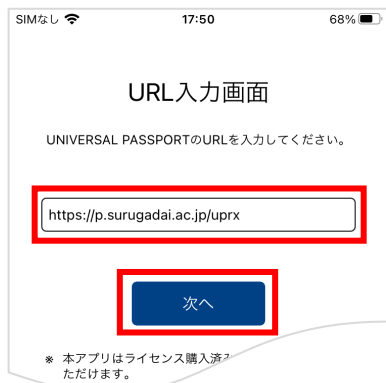 SIMなし 17:50 68%
URL入力画面
UNIVERSAL PASSPORTのURLを入力してください。
https://p.surugadai.ac.jp/uprx
次へ
※ 本アプリはライセンス購入済
ただけます。